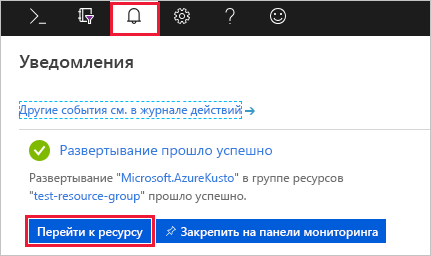 Уведомления
Другие события см. в журнале действий →
Развертывание прошло успешно
Развертывание "Microsoft.AzureKusto" в группе ресурсов
"test-resource-group" прошло успешно.
Перейти к ресурсу Закрепить на панели мониторинга